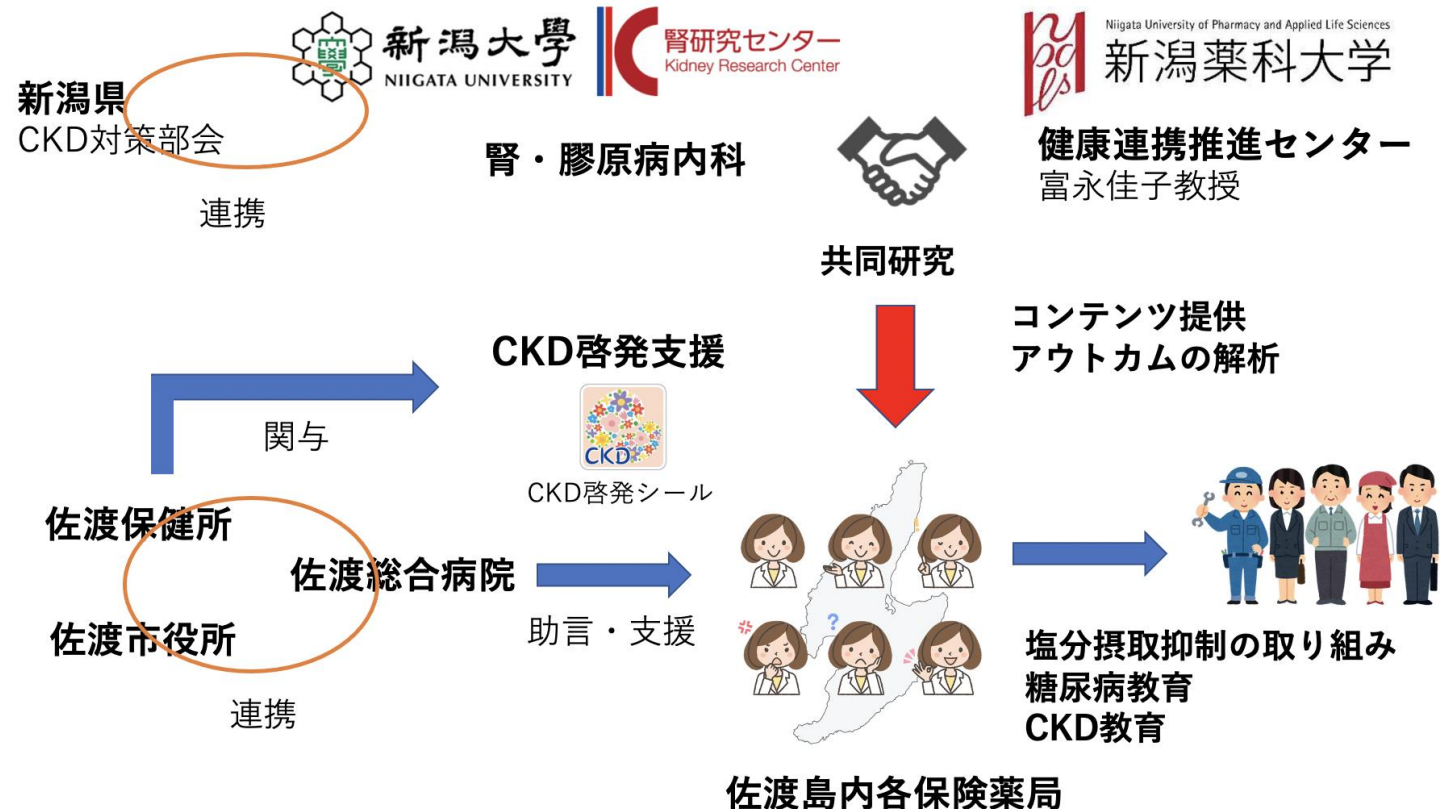 新潟大學
NIIGATA UNIVERSITY
腎研究センター
Kidney Research Center
Niigata University of Pharmacy and Applied Life Sciences
新潟薬科大学
nupals
新潟県
CKD対策部会
連携
腎・膠原病内科
健康連携推進センター
富永佳子教授
共同研究
コンテンツ提供
アウトカムの解析
CKD啓発支援
CKD
CKD啓発シール
関与
佐渡保健所
佐渡総合病院
佐渡市役所
連携
助言・支援
?
塩分摂取抑制の取り組み
糖尿病教育
CKD教育
佐渡島内各保険薬局